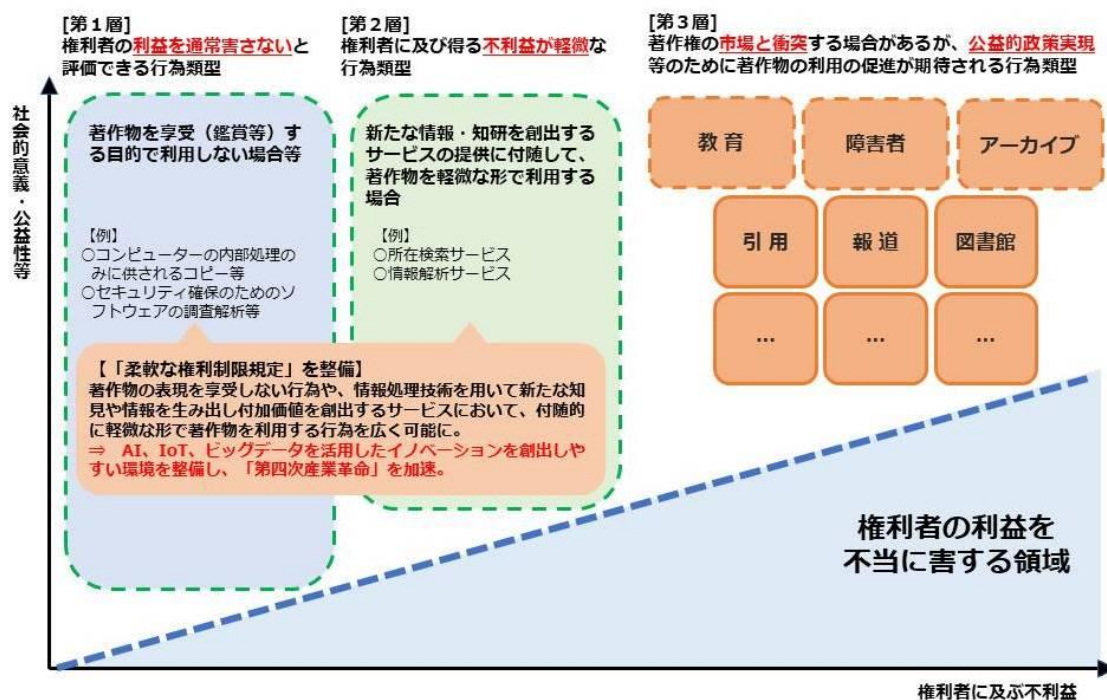 [第1層]
権利者の利益を通常害さないと
評価できる行為類型
[第2層]
権利者に及び得る不利益が軽微な
行為類型
[第3層]
著作権の市場と衝突する場合があるが、公益的政策実現
等のために著作物の利用の促進が期待される行為類型
社会的意義・公益性等
著作物を享受（鑑賞等）す
る目的で利用しない場合等
【例】
○コンピューターの内部処理の
みに供されるコピー等
○セキュリティ確保のためのソ
フトウェアの調査解析等
新たな情報・知研を創出する
サービスの提供に付随して、
著作物を軽微な形で利用する
場合
【例】
○所在検索サービス
○情報解析サービス
教育
障害者
アーカイブ
引用
報道
図書館
…
…
…
【「柔軟な権利制限規定」を整備】
著作物の表現を享受しない行為や、情報処理技術を用いて新たな知
見や情報を生み出し付加価値を創出するサービスにおいて、付随的
に軽微な形で著作物を利用する行為を広く可能に。
⇒ AI、IoT、ビッグデータを活用したイノベーションを創出しや
すい環境を整備し、「第四次産業革命」を加速。
権利者の利益を
不当に害する領域
権利者に及ぶ不利益